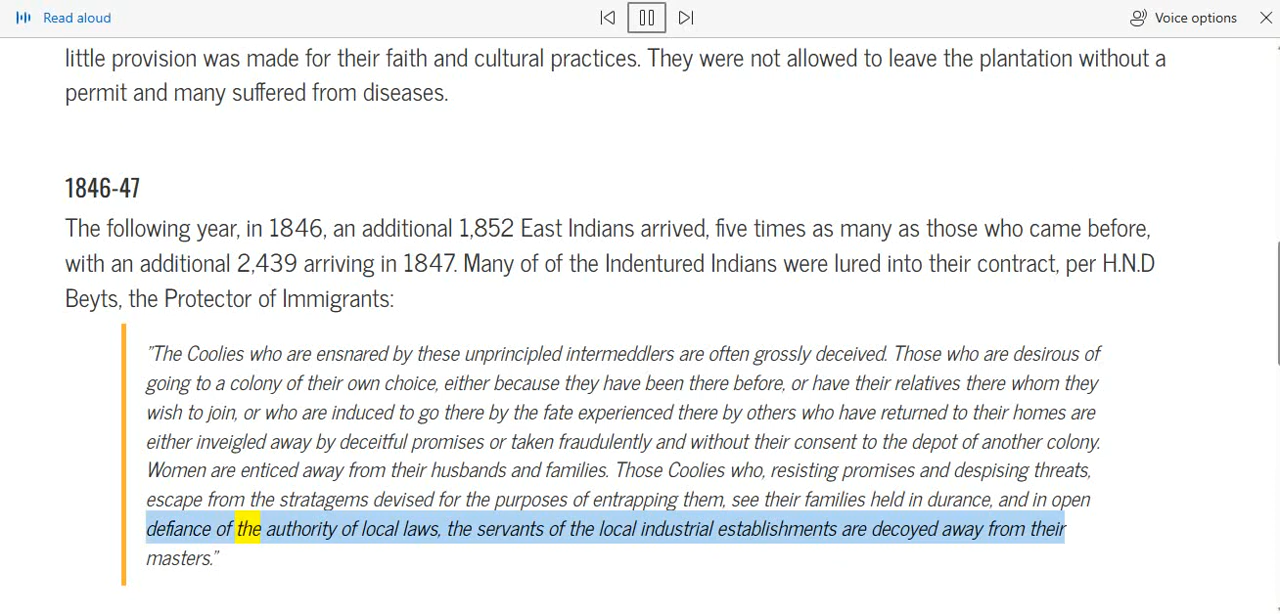 Read aloud
Voice options
little provision was made for their faith and cultural practices. They were not allowed to leave the plantation without a
permit and many suffered from diseases.
1846-47
The following year, in 1846, an additional 1,852 East Indians arrived, five times as many as those who came before,
with an additional 2,439 arriving in 1847. Many of of the Indentured Indians were lured into their contract, per H.N.D
Beyts, the Protector of Immigrants:
"The Coolies who are ensnared by these unprincipled intermeddlers are often grossly deceived. Those who are desirous of
going to a colony of their own choice, either because they have been there before, or have their relatives there whom they
wish to join, or who are induced to go there by the fate experienced there by others who have returned to their homes are
either inveigled away by deceitful promises or taken fraudulently and without their consent to the depot of another colony.
Women are enticed away from their husbands and families. Those Coolies who, resisting promises and despising threats,
escape from the stratagems devised for the purposes of entrapping them, see their families held in durance, and in open
defiance of the authority of local laws, the servants of the local industrial establishments are decoyed away from their
masters."